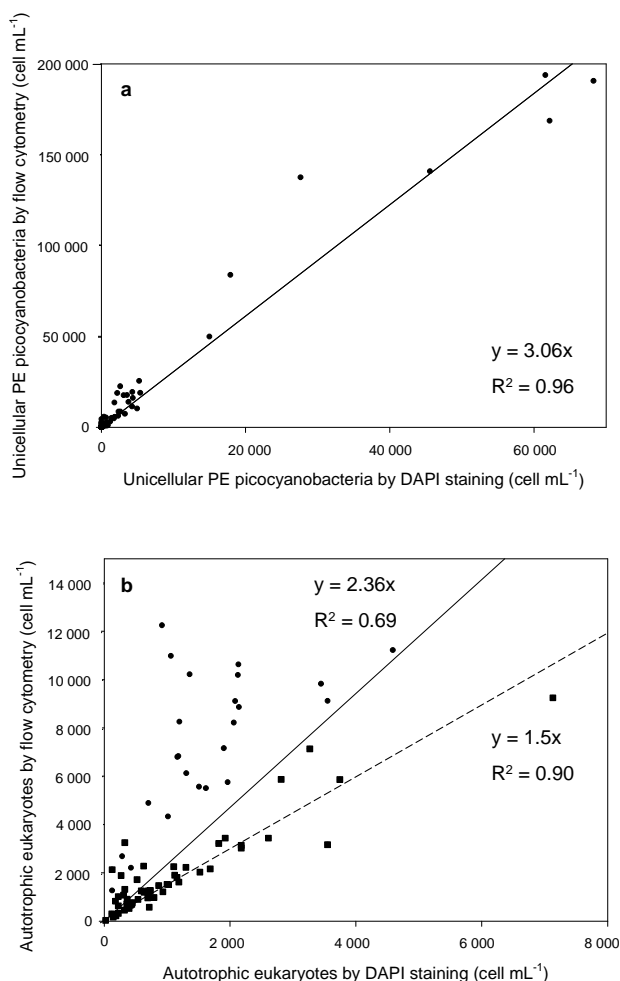 a
Unicellular PE picocyanobacteria by flow cytometry (cell mL-1)
200 000
150 000
100 000
50 000
0
y = 3.06x
R2 = 0.96
0
20 000
40 000
60 000
Unicellular PE picocyanobacteria by DAPI staining (cell mL-1)
b
Autotrophic eukaryotes by flow cytometry (cell mL-1)
14 000
12 000
10 000
8 000
6 000
4 000
2 000
0
y = 2.36x
R2 = 0.69
y = 1.5x
R2 = 0.90
0
2 000
4 000
6 000
8 000
Autotrophic eukaryotes by DAPI staining (cell mL-1)